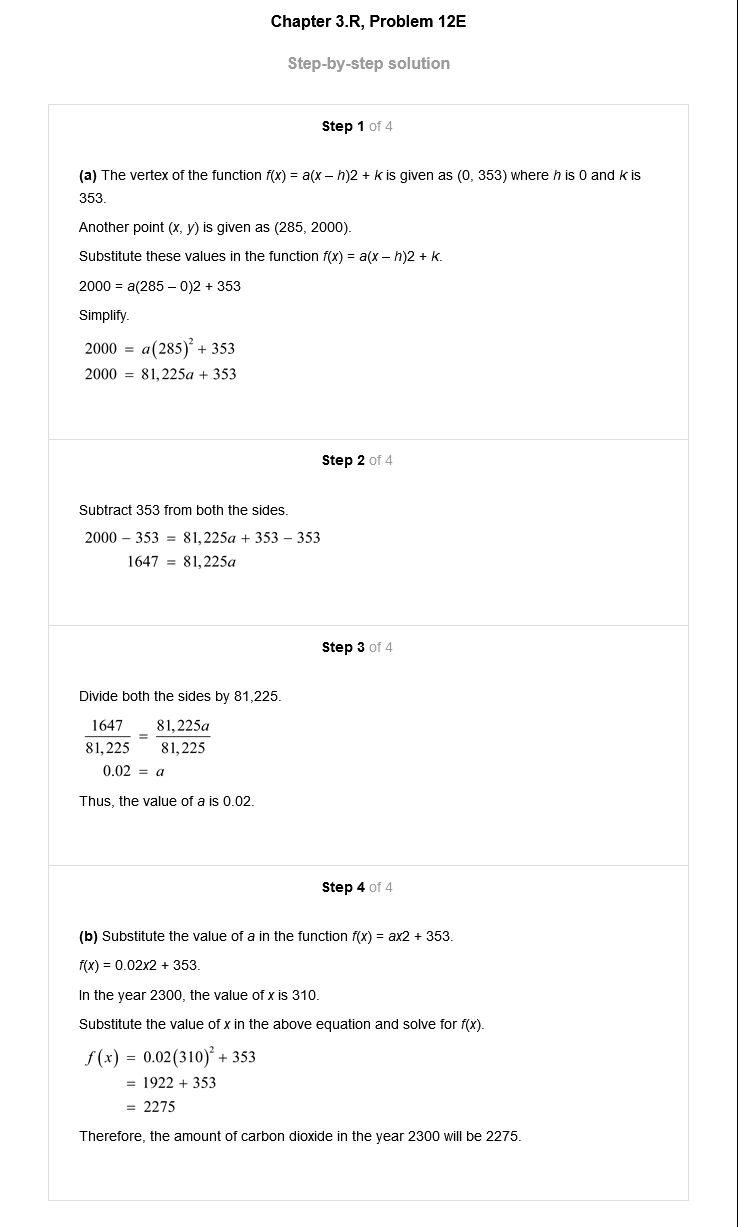 Chapter 3.R, Problem 12E
Step-by-step solution
Step 1 of 4
(a) The vertex of the function f(x) = a(x – h)2 + k is given as (0, 353) where h is 0 and k is
353.
Another point (x, y) is given as (285, 2000).
Substitute these values in the function f(x) = a(x – h)2 + k.
2000 = a(285 – 0)2 + 353
Simplify.
2000 = a(285)² + 353
2000 = 81,225a + 353
Step 2 of 4
Subtract 353 from both the sides.
2000 − 353 = 81,225a + 353 − 353
1647 = 81,225a
Step 3 of 4
Divide both the sides by 81,225.
1647/81,225 = 81,225a/81,225
0.02 = a
Thus, the value of a is 0.02.
Step 4 of 4
(b) Substitute the value of a in the function f(x) = ax2 + 353.
f(x) = 0.02x2 + 353.
In the year 2300, the value of x is 310.
Substitute the value of x in the above equation and solve for f(x).
f(x) = 0.02(310)² + 353
= 1922 + 353
= 2275
Therefore, the amount of carbon dioxide in the year 2300 will be 2275.